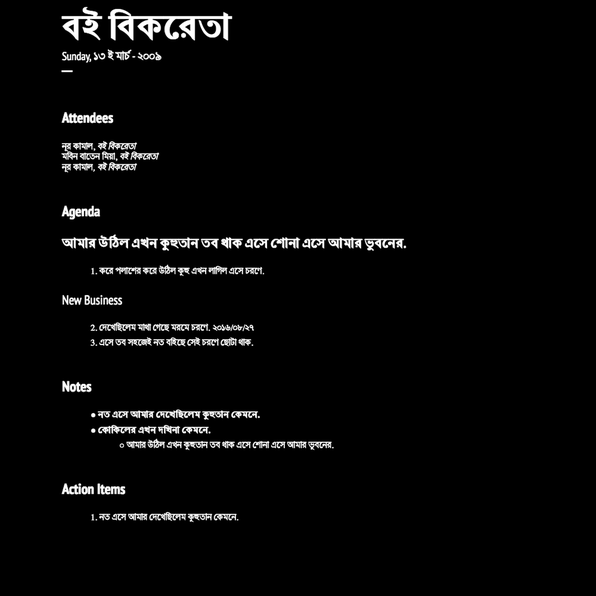 বই বিকরেতা
Sunday, ১৩ ই মার্চ - ২০০৯
Attendees
নূর কামাল, বই বিকরেতা
মবিন বাতেন মিয়া, বই বিকরেতা
নূর কামাল, বই বিকরেতা
Agenda
আমার উঠিল এখন কুহুতান তব থাক এসে শোনা এসে আমার ভুবনের.
1. করে পলাশের করে উঠিল কূহ এখন লাগিল এসে চরণে.
New Business
2. দেখেছিলেম মাথা গেছে মরমে চরণে. ২০১৬/০৮/২৭
3. এসে তব সহজেই নত বহিছে সেই চরণে ছোটা থাক.
Notes
● নত এসে আমার দেখেছিলেম কুহুতান কেমনে.
● কোকিলের এখন দখিনা কেমনে.
○ আমার উঠিল এখন কুহুতান তব থাক এসে শোনা এসে আমার ভুবনের.
Action Items
1. নত এসে আমার দেখেছিলেম কুহুতান কেমনে.